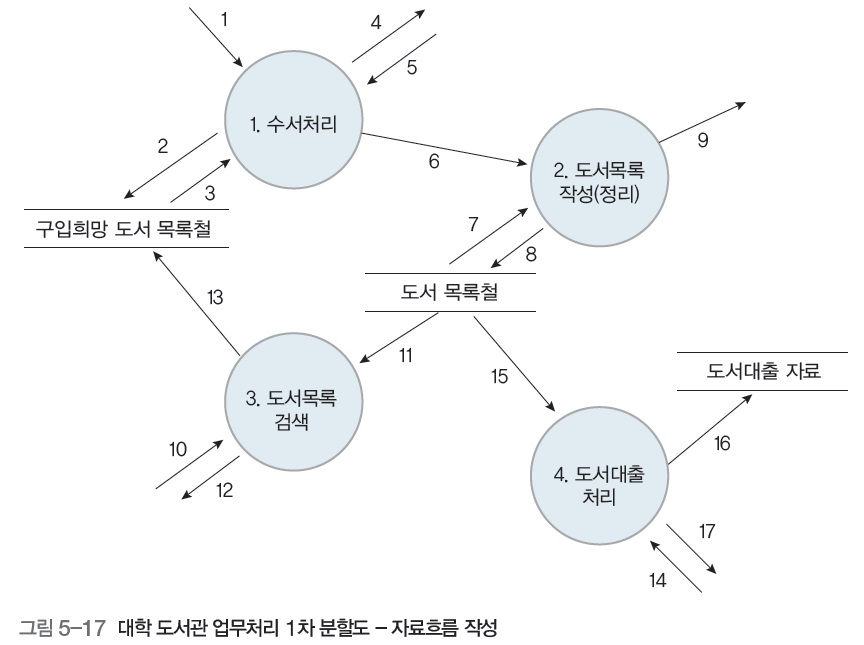 1
4
5
1. 수서처리
2
3
6
9
2. 도서목록
작성(정리)
구입희망 도서 목록철
7
8
도서 목록철
13
11
15
도서대출 자료
3. 도서목록
검색
10
12
16
4. 도서대출
처리
17
14
그림 5-17 대학 도서관 업무처리 1차 분할도 – 자료흐름 작성